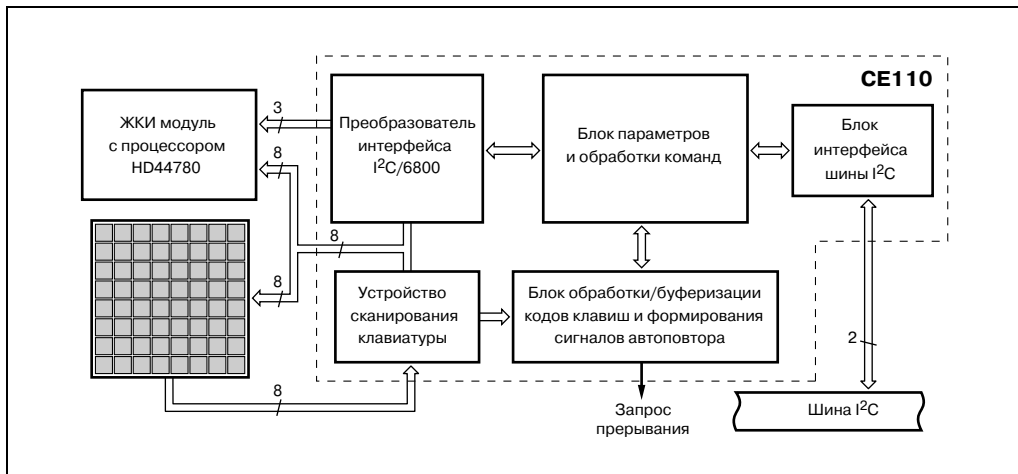 CE110
ЖКИ модуль
с процессором
HD44780
3
8
Преобразователь
интерфейса
I²C/6800
Блок параметров
и обработки команд
Блок
интерфейса
шины I²C
8
8
Устройство
сканирования
клавиатуры
Блок обработки/буферизации
кодов клавиш и формирования
сигналов автоповтора
2
8
Запрос
прерывания
Шина I²C